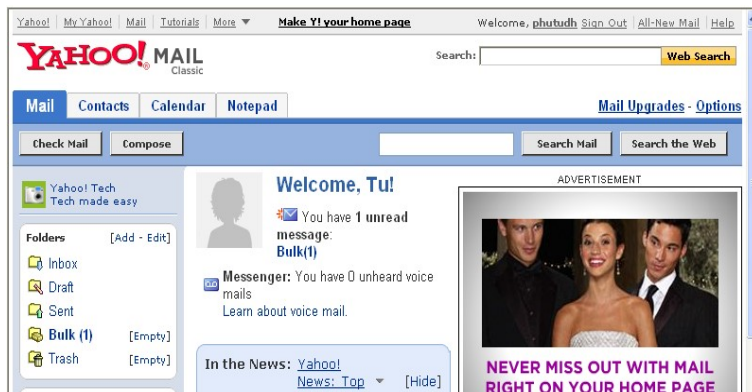 Yahoo! My Yahoo! Mail Tutorials More Make Y! your home page Welcome, phutudh Sign Out All-New Mail Help
YAHOO! MAIL
Classic
Search: Web Search
Mail Contacts Calendar Notepad Mail Upgrades - Options
Check Mail Compose Search Mail Search the Web
Yahoo! Tech
Tech made easy
Folders [Add - Edit]
Inbox
Draft
Sent
Bulk (1) [Empty]
Trash [Empty]
Welcome, Tu!
You have 1 unread
message:
Bulk(1)
Messenger: You have 0 unheard voice
mails
Learn about voice mail.
In the News: Yahoo!
News: Top [Hide]
ADVERTISEMENT
NEVER MISS OUT WITH MAIL
RIGHT ON YOUR HOME PAGE